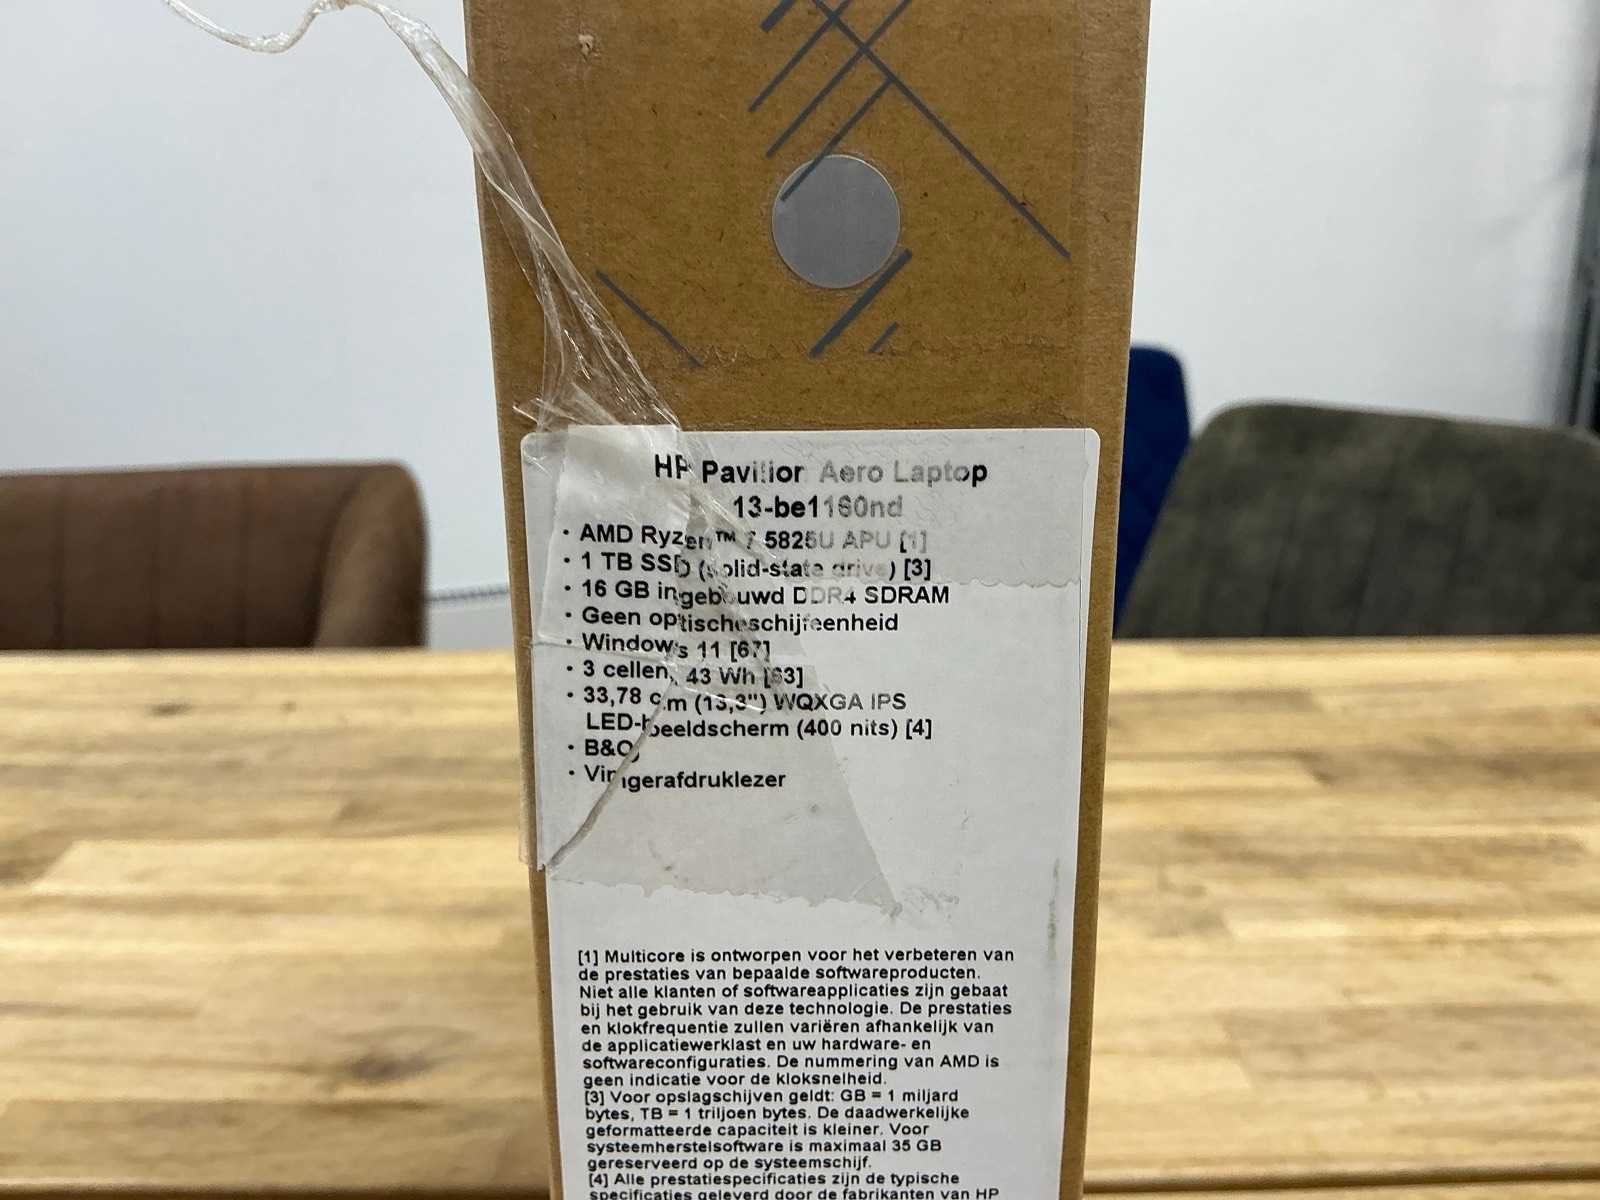 HP Pavilion Aero Laptop
13-be1160nd
· AMD Ryzen™ 7 5825U APU [1]
· 1 TB SSD (solid-state drive) [3]
· 16 GB ingebouwd DDR4 SDRAM
· Geen optischeschijfeenheid
· Windows 11 [67]
· 3 cellen, 43 Wh [63]
· 33,78 cm (13,3") WQXGA IPS
LED-beeldscherm (400 nits) [4]
· B&O
· Vingerafdruklezer
[1] Multicore is ontworpen voor het verbeteren van
de prestaties van bepaalde softwareproducten.
Niet alle klanten of softwareapplicaties zijn gebaat
bij het gebruik van deze technologie. De prestaties
en klokfrequentie zullen variëren afhankelijk van
de applicatiewerklast en uw hardware- en
softwareconfiguraties. De nummering van AMD is
geen indicatie voor de kloksnelheid.
[3] Voor opslagschijven geldt: GB = 1 miljard
bytes, TB = 1 triljoen bytes. De daadwerkelijke
geformatteerde capaciteit is kleiner. Voor
systeemherstelsoftware is maximaal 35 GB
gereserveerd op de systeemschijf.
[4] Alle prestatiespecificaties zijn de typische
specificaties geleverd door de fabrikanten van HP